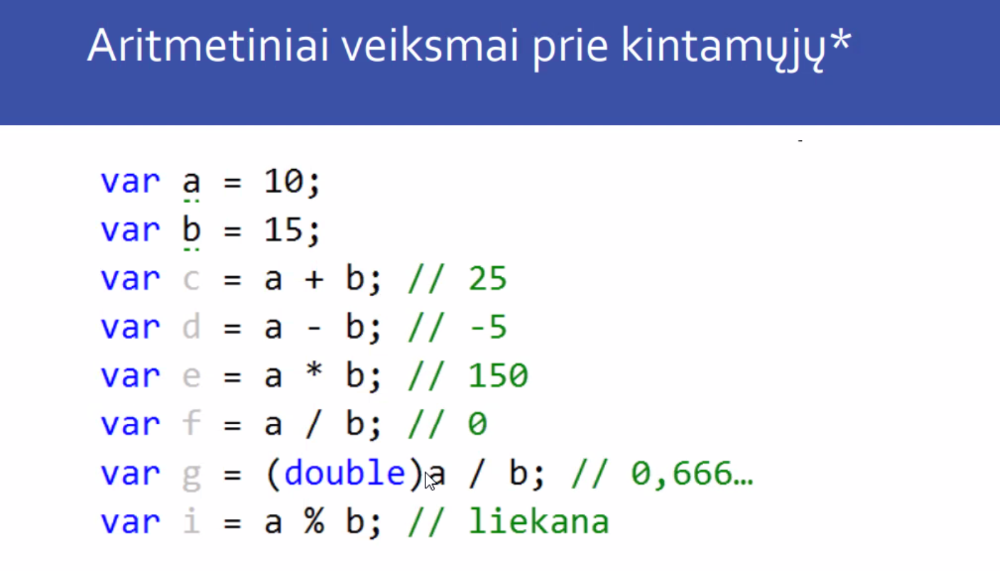 Aritmetiniai veiksmai prie kintamųjų*
var a = 10;
var b = 15;
var c = a + b; // 25
var d = a - b; // -5
var e = a * b; // 150
var f = a / b; // 0
var g = (double)a / b; // 0,666…
var i = a % b; // liekana